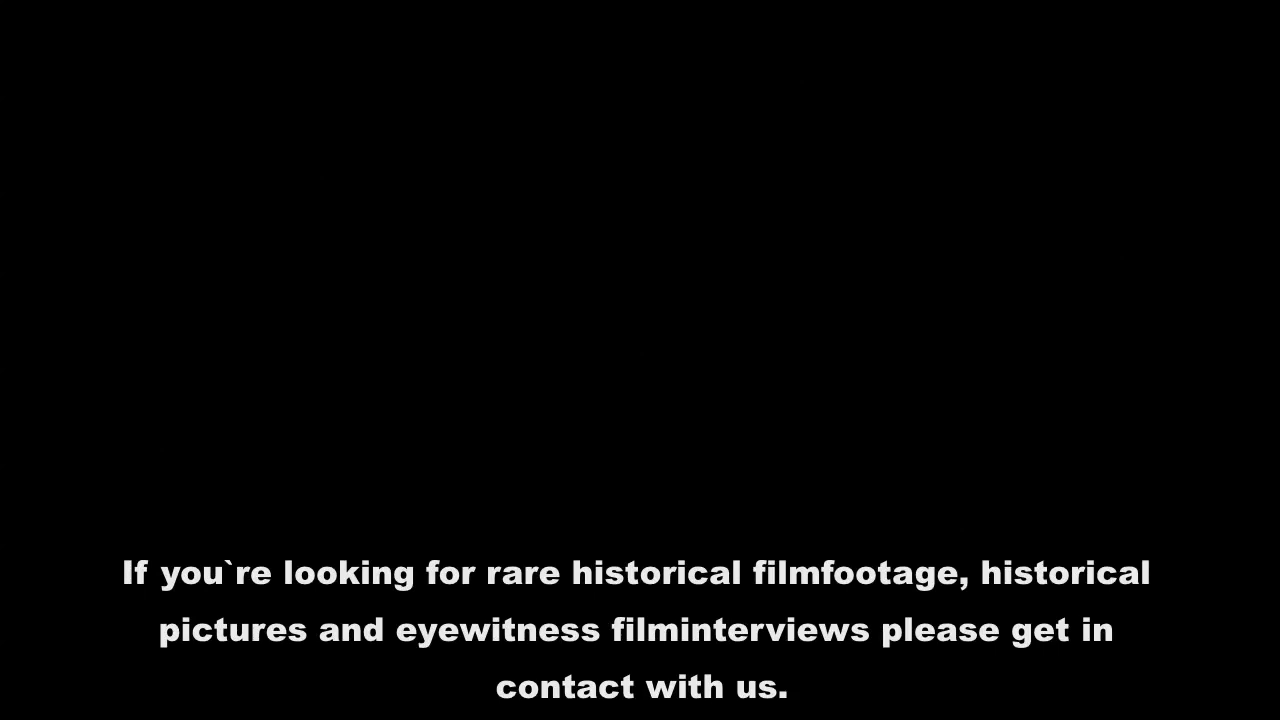 If you`re looking for rare historical filmfootage, historical
pictures and eyewitness filminterviews please get in
contact with us.